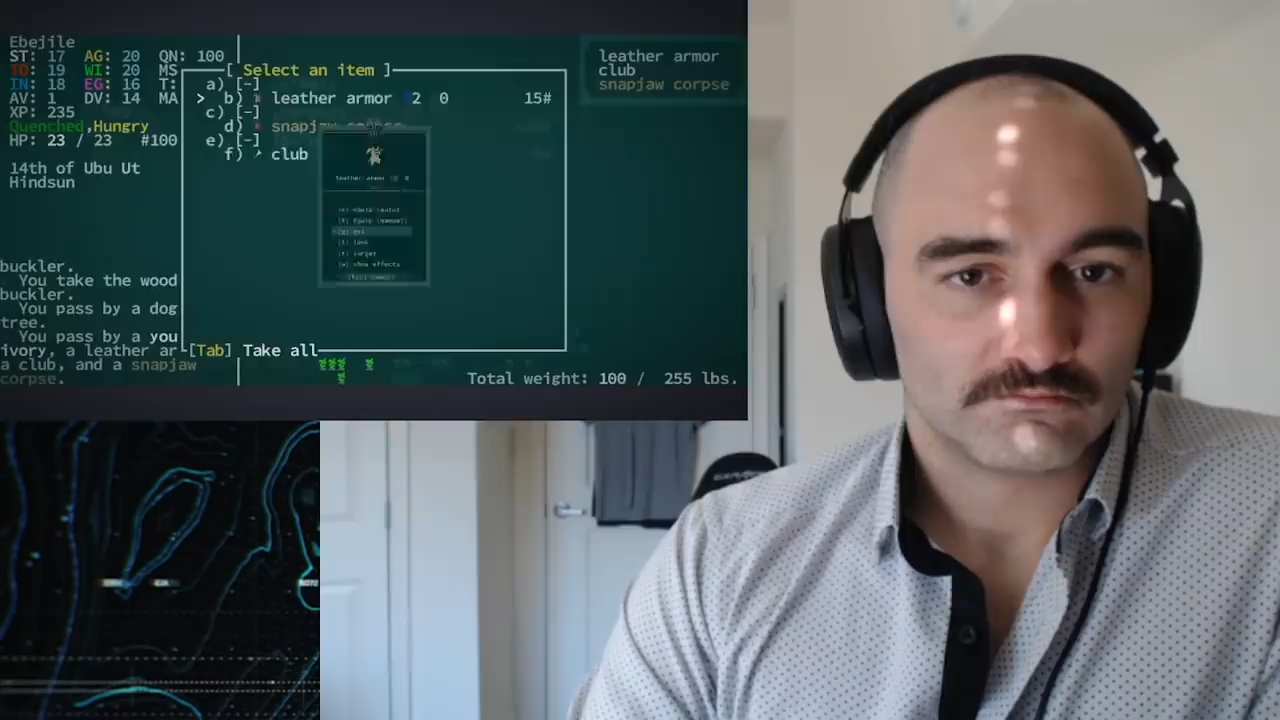 Ebejile
ST: 17 AG: 20 QN: 100
TO: 19 WI: 20 MS
IN: 18 EG: 16 T:
AV: 1 DV: 14 MA
XP: 235
Quenched,Hungry
HP: 23 / 23 #100
14th of Ubu Ut
Hindsun
buckler.
You take the wood
buckler.
You pass by a dog
tree.
You pass by a you
ivory, a leather ar
a club, and a snapjaw
corpse.
[ Select an item ]
a) [-]
> b) leather armor 2 0 15#
c) [-]
d) snapjaw corpse
e) [-]
f) club
leather armor 0
[Tab] Take all
Total weight: 100 / 255 lbs.
leather armor
club
snapjaw corpse